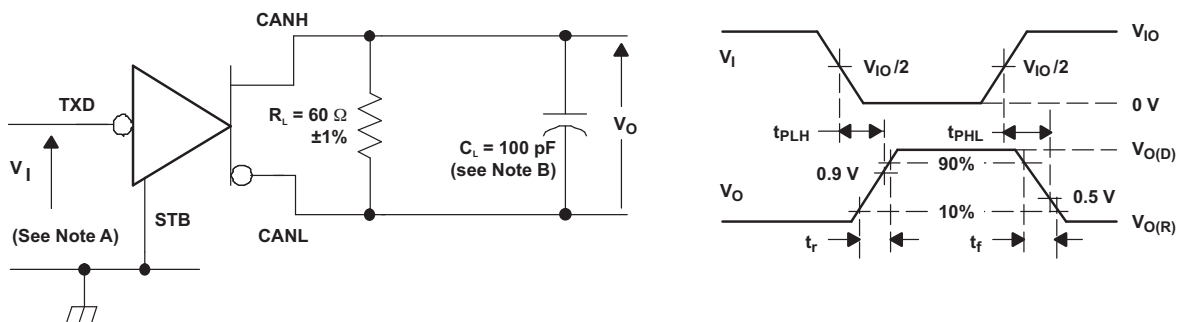 CANH
TXD
R_L = 60 Ω
±1%
C_L = 100 pF
(see Note B)
V_O
V_I
STB
(See Note A)
CANL
V_I
V_IO
V_IO/2
V_IO/2
0 V
t_PLH
t_PHL
V_O(D)
90%
0.9 V
V_O
0.5 V
10%
V_O(R)
t_r
t_f